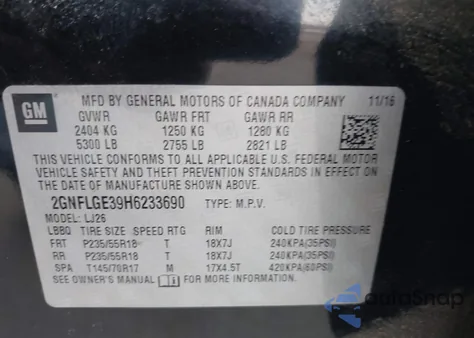 GM
MFD BY GENERAL MOTORS OF CANADA COMPANY 11/16
GVWR GAWR FRT GAWR RR
2404 KG 1250 KG 1280 KG
5300 LB 2755 LB 2821 LB
THIS VEHICLE CONFORMS TO ALL APPLICABLE U.S. FEDERAL MOTOR
VEHICLE SAFETY AND THEFT PREVENTION STANDARDS IN EFFECT
ON THE DATE OF MANUFACTURE SHOWN ABOVE.
2GNFLGE39H6233690 TYPE: M.P.V.
MODEL: LJ26
LBBQ TIRE SIZE SPEED RTG RIM COLD TIRE PRESSURE
FRT P235/55R18 T 18X7J 240KPA(35PSI)
RR P235/55R18 T 18X7J 240KPA(35PSI)
SPA T145/70R17 M 17X4.5T 420KPA(60PSI)
SEE OWNER'S MANUAL FOR MORE INFORMATION.
autoSnap